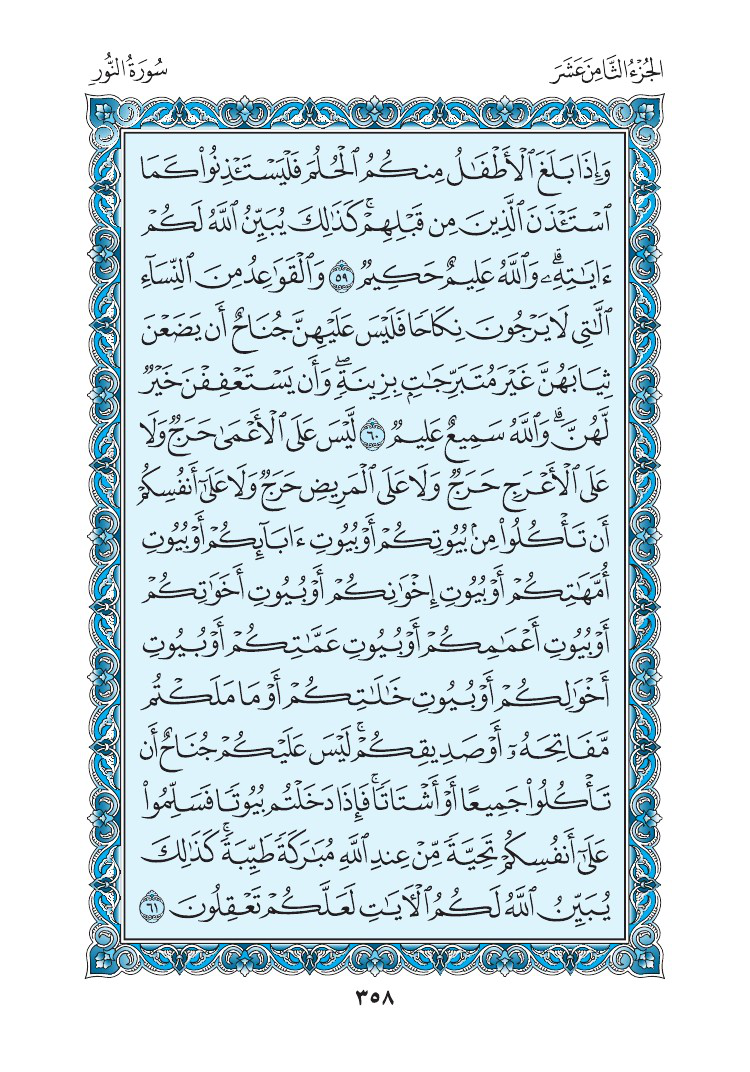 الجُزْءُ الثَّامِنَ عَشَرَ
سُورَةُ النُّورِ
وَإِذَا بَلَغَ ٱلْأَطْفَٰلُ مِنكُمُ ٱلْحُلُمَ فَلْيَسْتَـْٔذِنُوا۟ كَمَا
ٱسْتَـْٔذَنَ ٱلَّذِينَ مِن قَبْلِهِمْ ۚ كَذَٰلِكَ يُبَيِّنُ ٱللَّهُ لَكُمْ
ءَايَٰتِهِۦ ۗ وَٱللَّهُ عَلِيمٌ حَكِيمٌ ٥٩ وَٱلْقَوَٰعِدُ مِنَ ٱلنِّسَآءِ
ٱلَّٰتِى لَا يَرْجُونَ نِكَاحًا فَلَيْسَ عَلَيْهِنَّ جُنَاحٌ أَن يَضَعْنَ
ثِيَابَهُنَّ غَيْرَ مُتَبَرِّجَٰتٍۭ بِزِينَةٍ ۖ وَأَن يَسْتَعْفِفْنَ خَيْرٌ
لَّهُنَّ ۗ وَٱللَّهُ سَمِيعٌ عَلِيمٌ ٦٠ لَّيْسَ عَلَى ٱلْأَعْمَىٰ حَرَجٌ وَلَا
عَلَى ٱلْأَعْرَجِ حَرَجٌ وَلَا عَلَى ٱلْمَرِيضِ حَرَجٌ وَلَا عَلَىٰٓ أَنفُسِكُمْ
أَن تَأْكُلُوا۟ مِنۢ بُيُوتِكُمْ أَوْ بُيُوتِ ءَابَآئِكُمْ أَوْ بُيُوتِ
أُمَّهَٰتِكُمْ أَوْ بُيُوتِ إِخْوَٰنِكُمْ أَوْ بُيُوتِ أَخَوَٰتِكُمْ
أَوْ بُيُوتِ أَعْمَٰمِكُمْ أَوْ بُيُوتِ عَمَّٰتِكُمْ أَوْ بُيُوتِ
أَخْوَٰلِكُمْ أَوْ بُيُوتِ خَٰلَٰتِكُمْ أَوْ مَا مَلَكْتُم
مَّفَاتِحَهُۥٓ أَوْ صَدِيقِكُمْ ۚ لَيْسَ عَلَيْكُمْ جُنَاحٌ أَن
تَأْكُلُوا۟ جَمِيعًا أَوْ أَشْتَاتًا ۚ فَإِذَا دَخَلْتُم بُيُوتًا فَسَلِّمُوا۟
عَلَىٰٓ أَنفُسِكُمْ تَحِيَّةً مِّنْ عِندِ ٱللَّهِ مُبَٰرَكَةً طَيِّبَةً ۚ كَذَٰلِكَ
يُبَيِّنُ ٱللَّهُ لَكُمُ ٱلْـَٔايَٰتِ لَعَلَّكُمْ تَعْقِلُونَ ٦١
٣٥٨